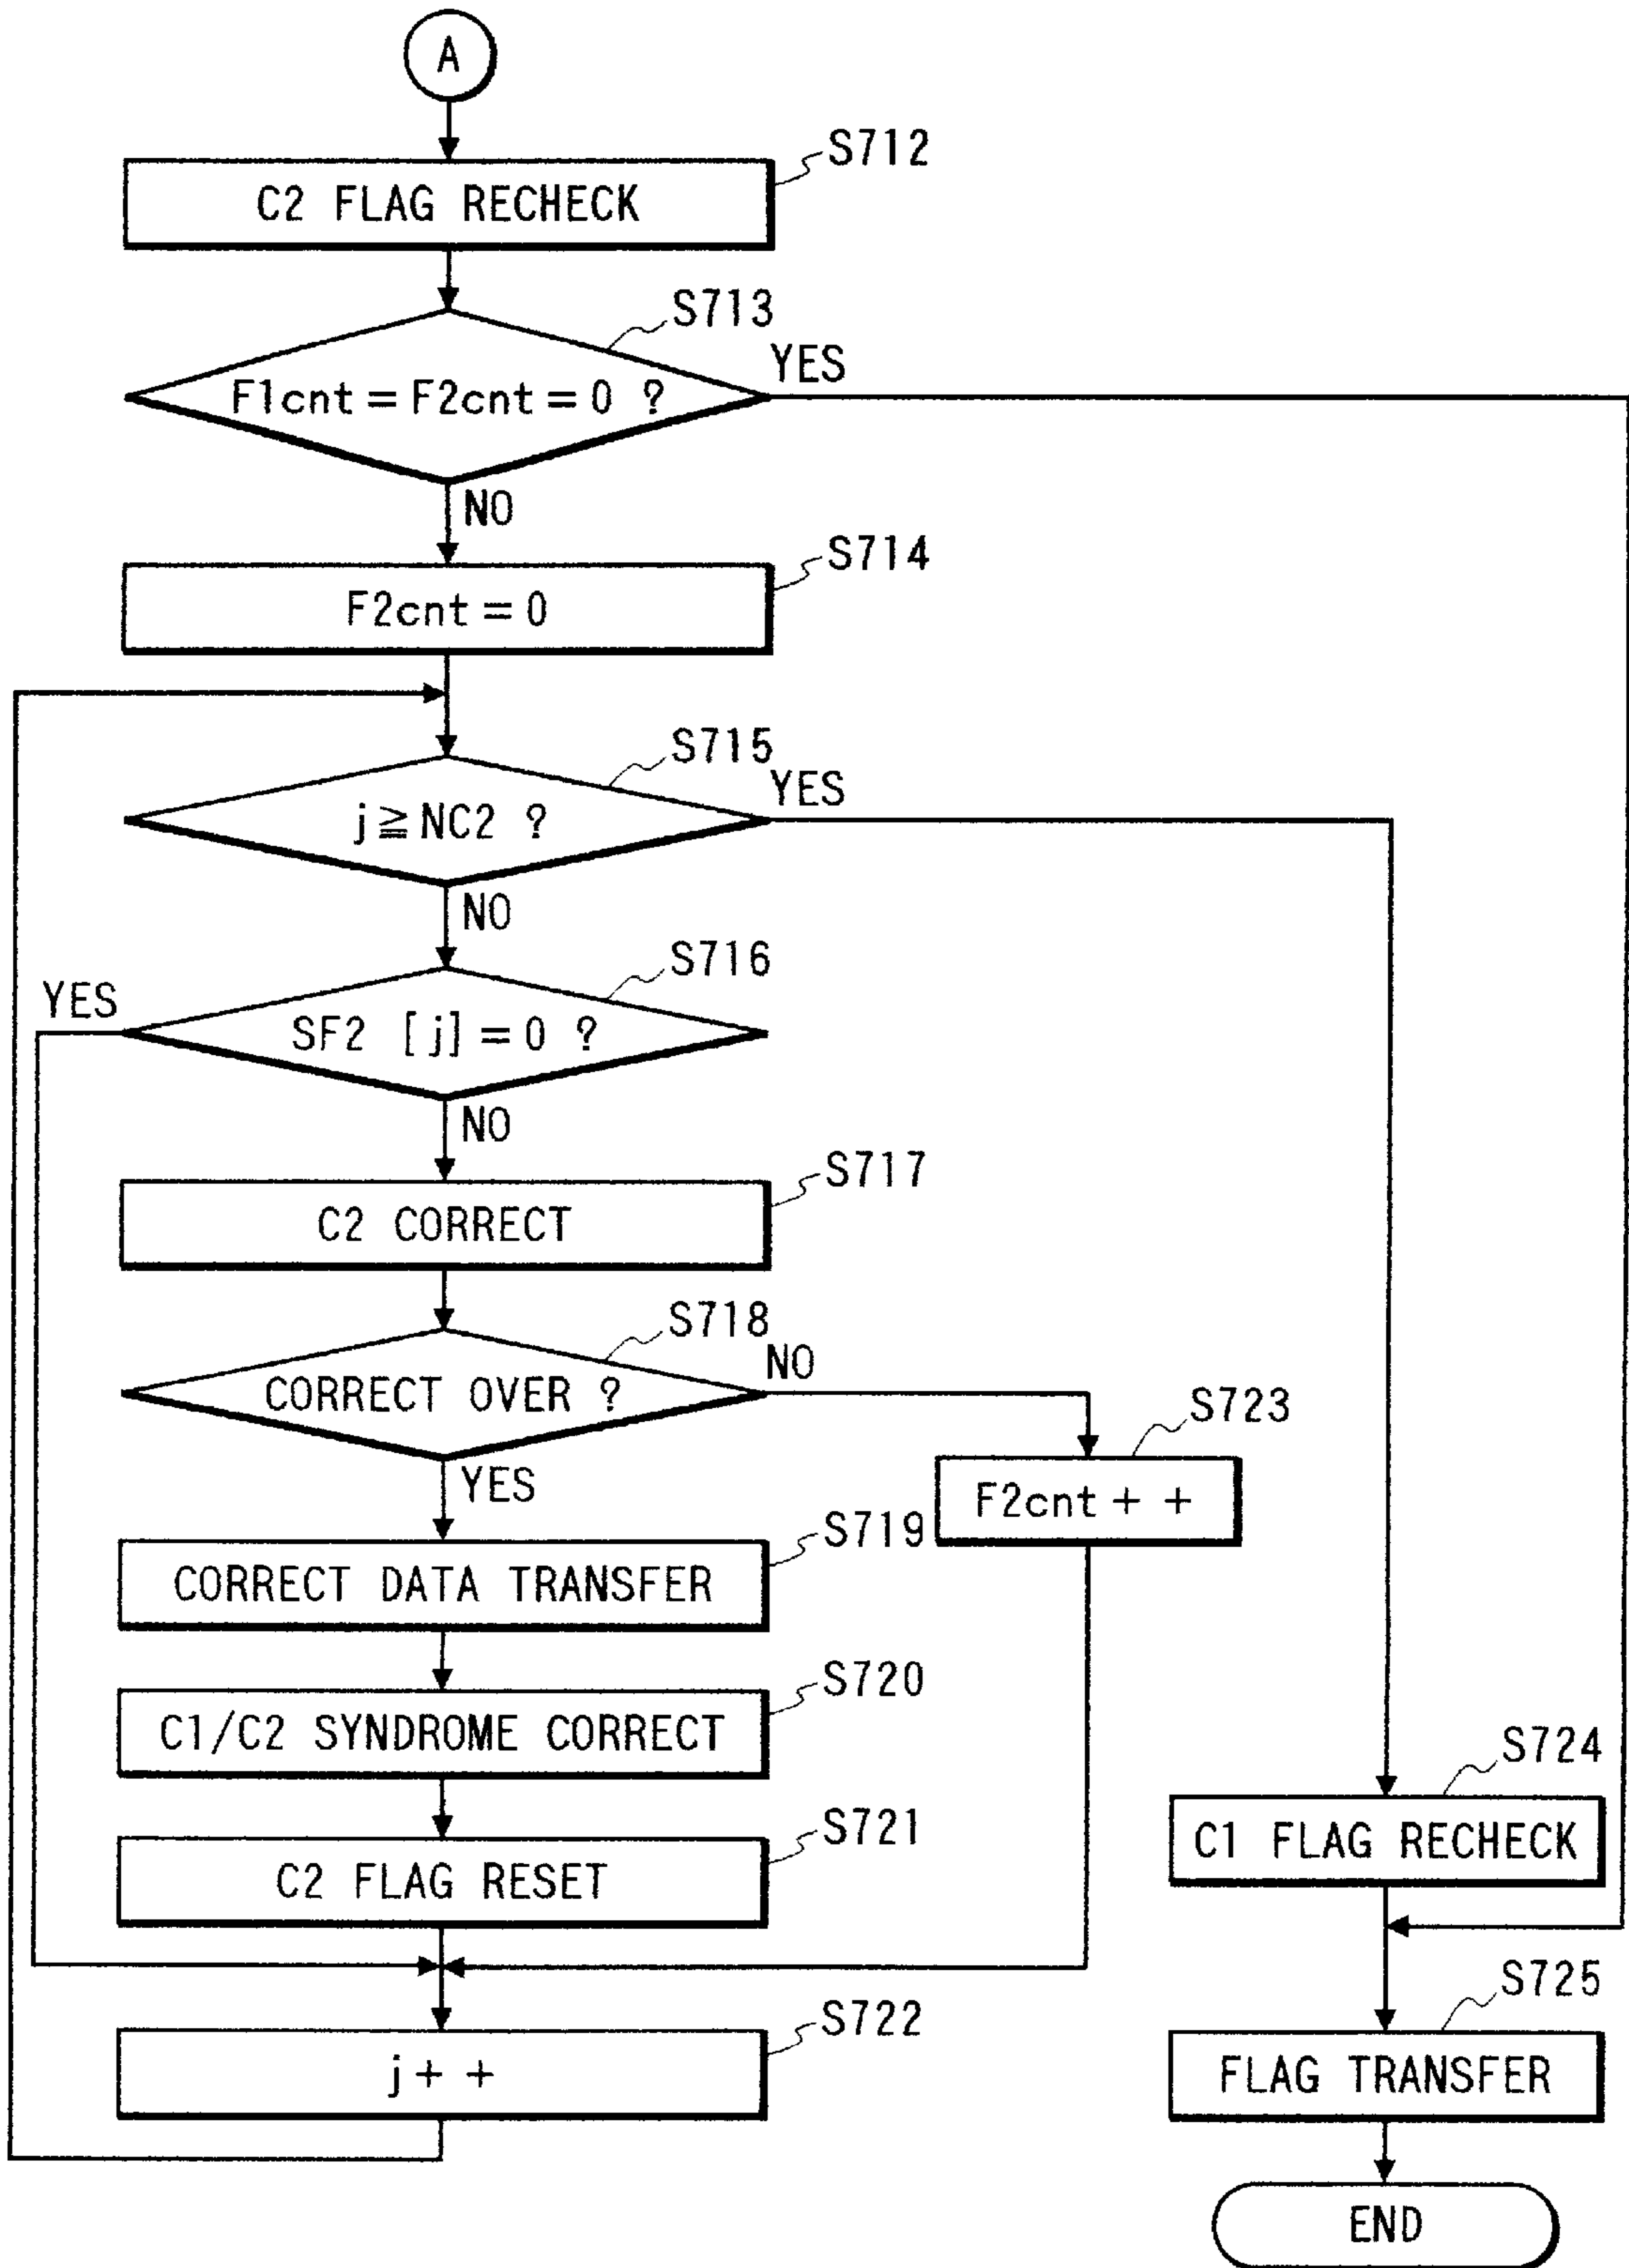 A
S712
C2 FLAG RECHECK
S713
YES
F1cnt = F2cnt = 0 ?
NO
S714
F2cnt = 0
S715
YES
j ≧ NC2 ?
NO
S716
YES
SF2 [j] = 0 ?
NO
S717
C2 CORRECT
S718
NO
CORRECT OVER ?
S723
YES
F2cnt + +
S719
CORRECT DATA TRANSFER
S720
C1/C2 SYNDROME CORRECT
S724
S721
C1 FLAG RECHECK
C2 FLAG RESET
S725
S722
j + +
FLAG TRANSFER
END